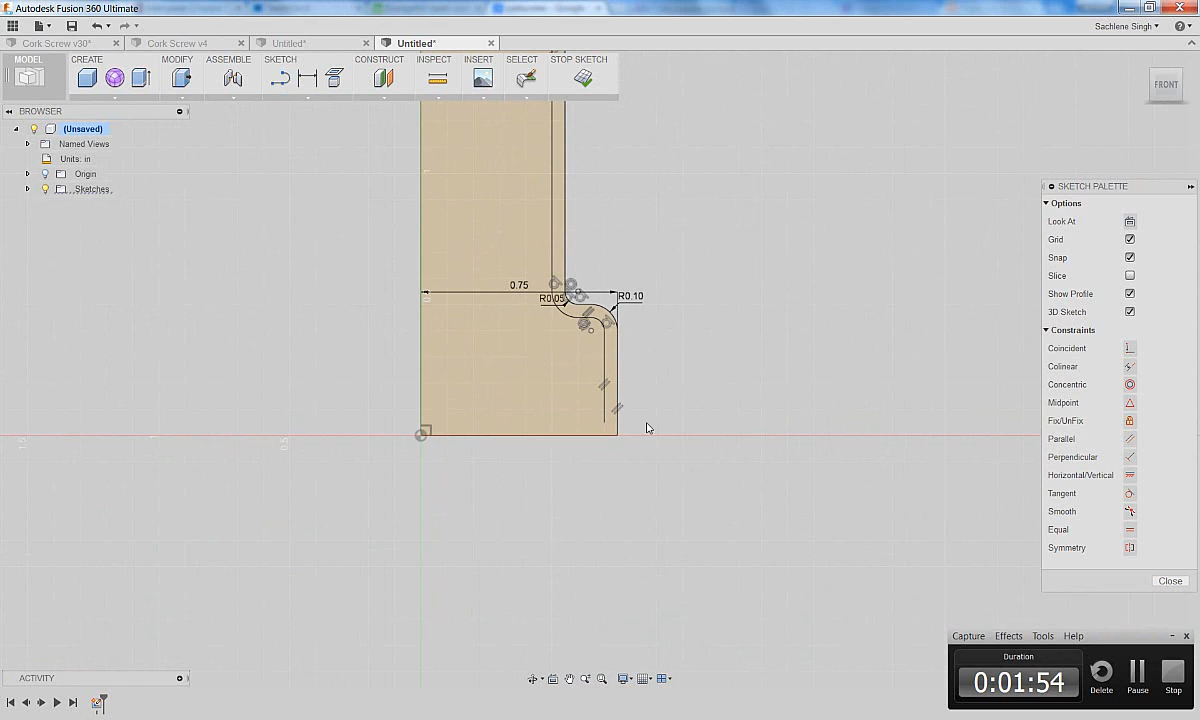 Autodesk Fusion 360 Ultimate
Sachlene Singh
Cork Screw v30*
Cork Screw v4
Untitled*
Untitled*
MODEL
CREATE
MODIFY
ASSEMBLE
SKETCH
CONSTRUCT
INSPECT
INSERT
SELECT
STOP SKETCH
FRONT
BROWSER
(Unsaved)
Named Views
Units: in
Origin
Sketches
0.75
R0.05
R0.10
0.5
SKETCH PALETTE
Options
Look At
Grid
Snap
Slice
Show Profile
3D Sketch
Constraints
Coincident
Colinear
Concentric
Midpoint
Fix/UnFix
Parallel
Perpendicular
Horizontal/Vertical
Tangent
Smooth
Equal
Symmetry
Close
Capture Effects Tools Help
Duration
0:01:54
Delete
Pause
Stop
ACTIVITY